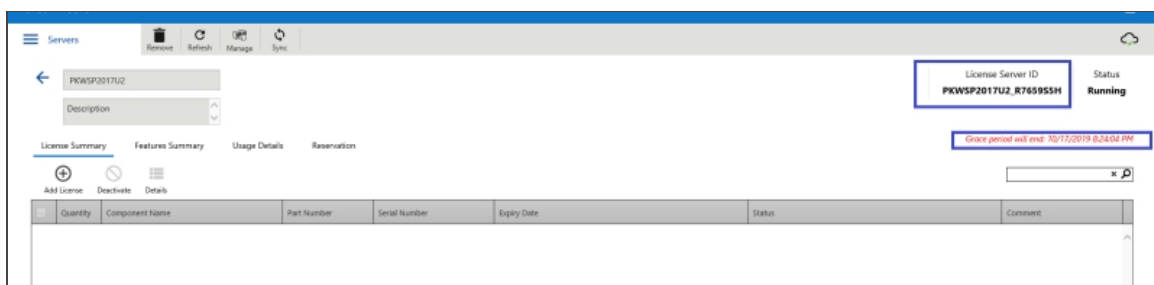 Servers
Remove Refresh Manage Sync
PKWSP2017U2
License Server ID Status
PKWSP2017U2_R7659S5H Running
Description
Grace period will end: 10/17/2019 8:24:04 PM
License Summary Features Summary Usage Details Reservation
Add License Deactivate Details
Quantity Component Name Part Number Serial Number Expiry Date Status Comment